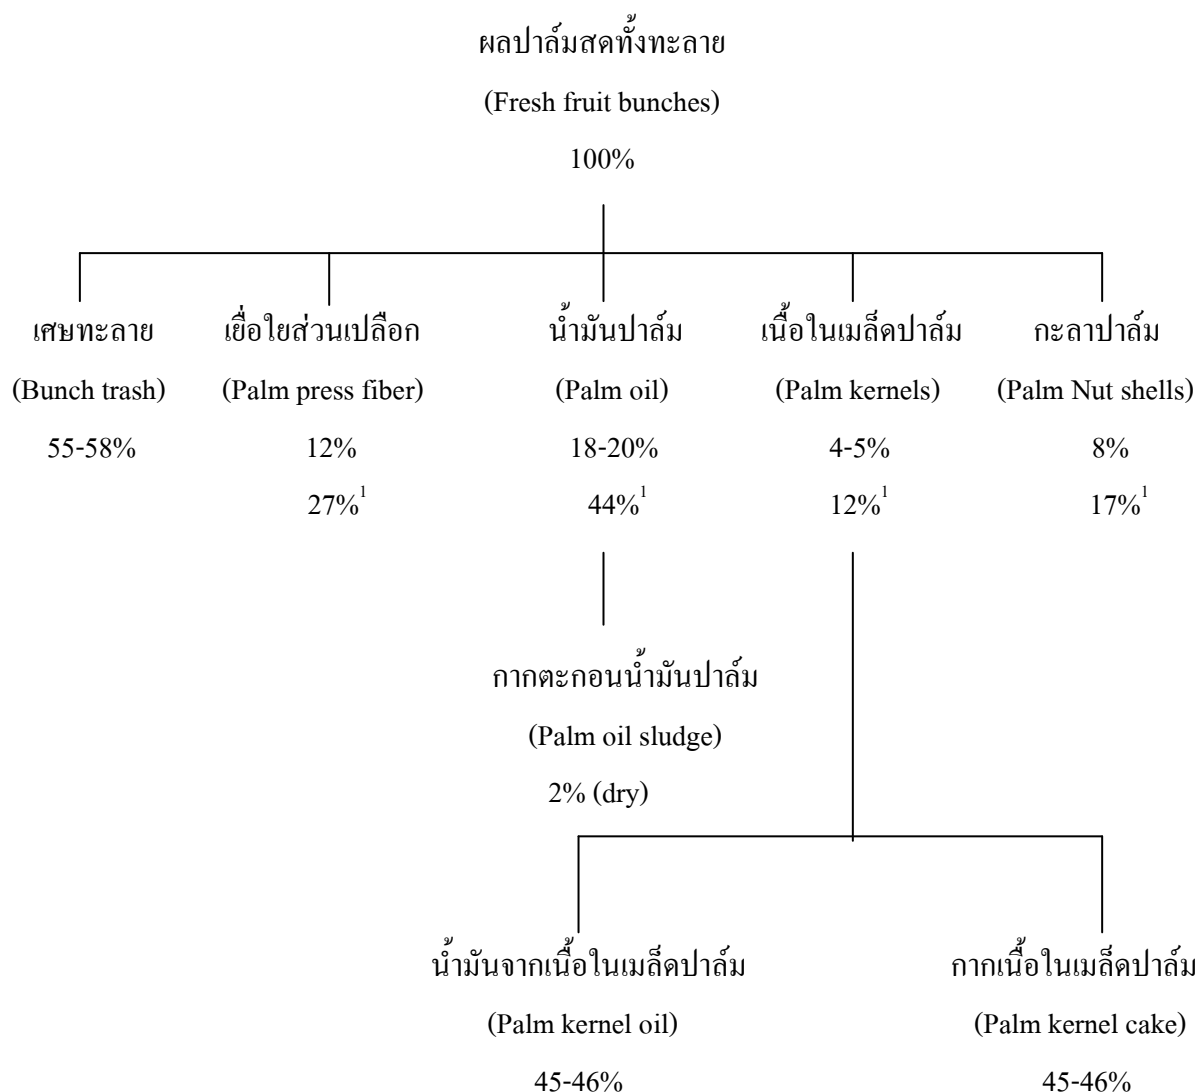 ผลปาล์มสดทั้งทะลาย
(Fresh fruit bunches)
100%
เศษทะลาย
(Bunch trash)
55-58%
เยื่อใยส่วนเปลือก
(Palm press fiber)
12%
27%¹
น้ำมันปาล์ม
(Palm oil)
18-20%
44%¹
เนื้อในเมล็ดปาล์ม
(Palm kernels)
4-5%
12%¹
กะลาปาล์ม
(Palm Nut shells)
8%
17%¹
กากตะกอนน้ำมันปาล์ม
(Palm oil sludge)
2% (dry)
น้ำมันจากเนื้อในเมล็ดปาล์ม
(Palm kernel oil)
45-46%
กากเนื้อในเมล็ดปาล์ม
(Palm kernel cake)
45-46%